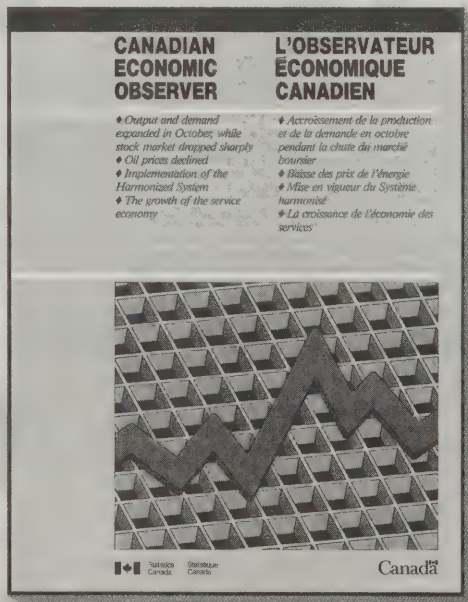 CANADIAN
ECONOMIC
OBSERVER
♦ Output and demand
expanded in October, while
stock market dropped sharply
♦ Oil prices declined
♦ Implementation of the
Harmonized System
♦ The growth of the service
economy
L'OBSERVATEUR
ÉCONOMIQUE
CANADIEN
♦ Accroissement de la production
et de la demande en octobre
pendant la chute du marché
boursier
♦ Baisse des prix de l'énergie
♦ Mise en vigueur du Système
harmonisé
♦ La croissance de l'économie des
services
Statistics
Canada
Statistique
Canada
Canada